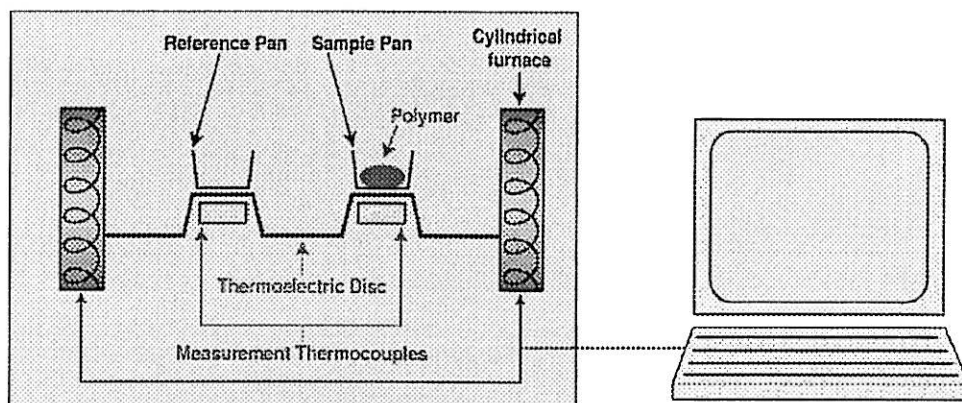 Reference Pan
Sample Pan
Cylindrical
furnace
Polymer
Thermoelectric Disc
Measurement Thermocouples